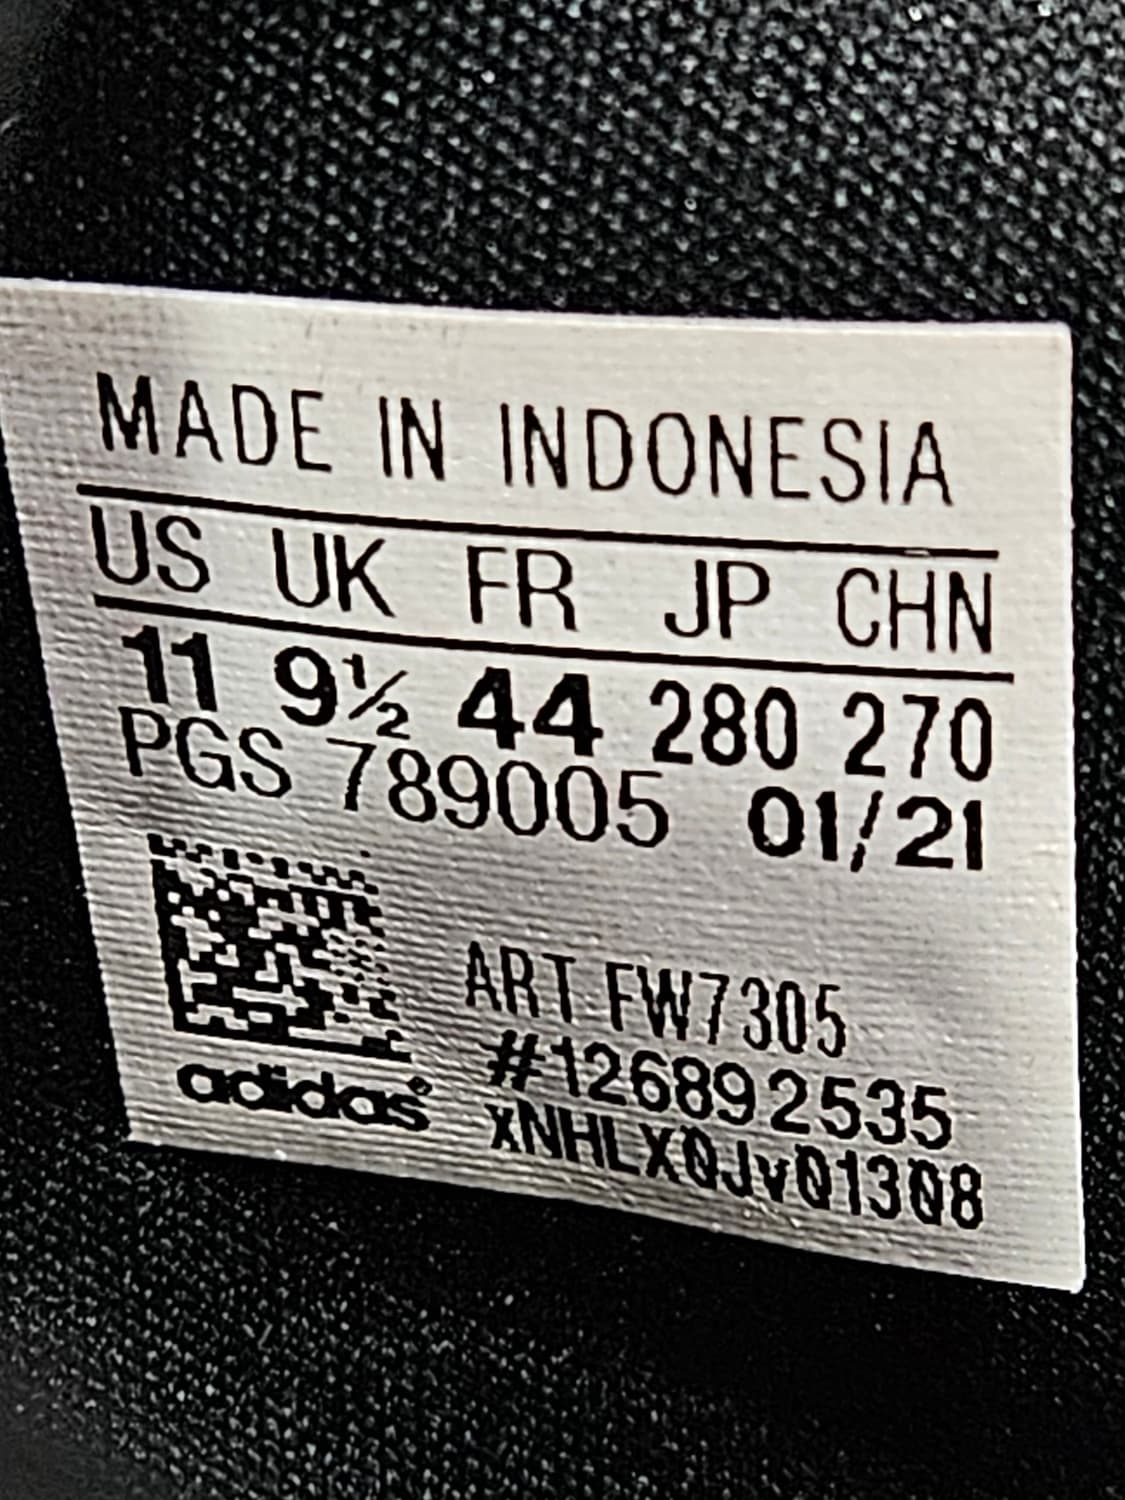 MADE IN INDONESIA
US UK FR JP CHN
11 9½ 44 280 270
PGS 789005 01/21
ART FW7305
#126892535
xNHLX0Jv01308
adidas®